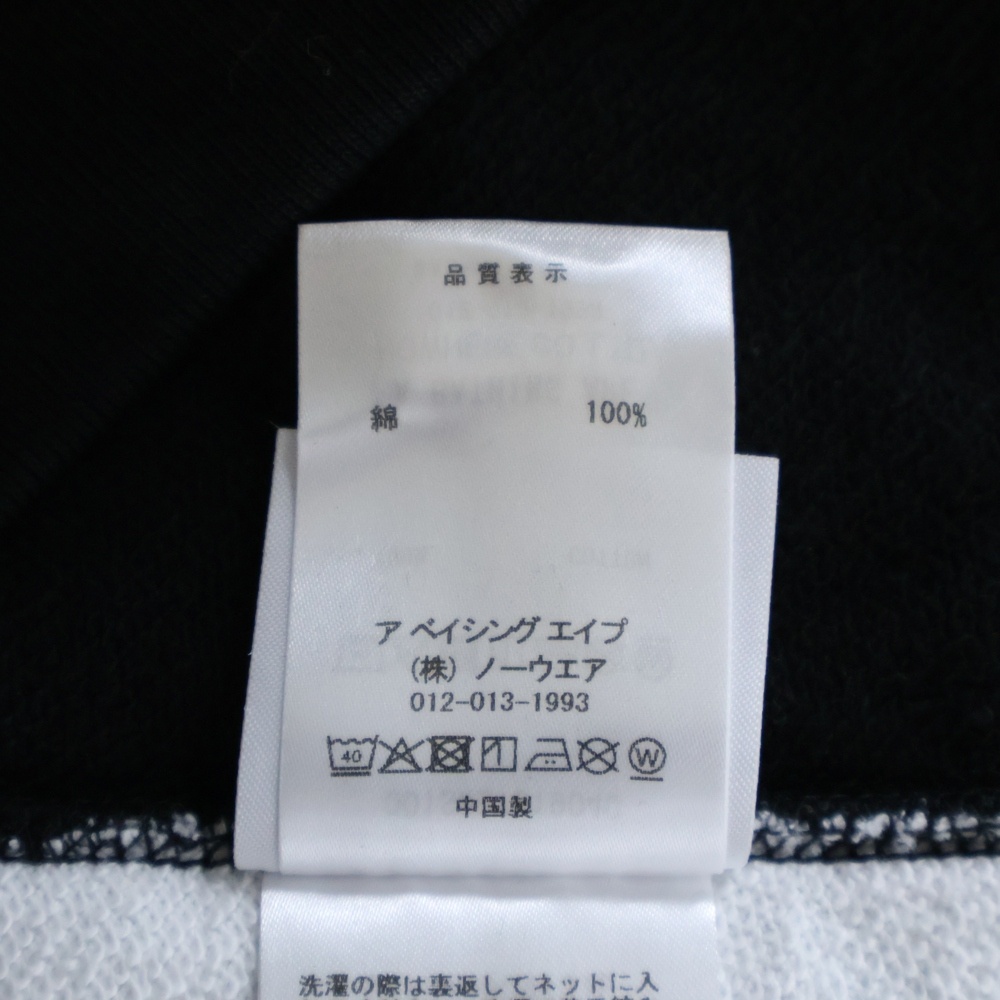 品質表示
綿 100%
ア ベイシング エイプ
(株) ノーウエア
012-013-1993
40 W
中国製
洗濯の際は裏返してネットに入